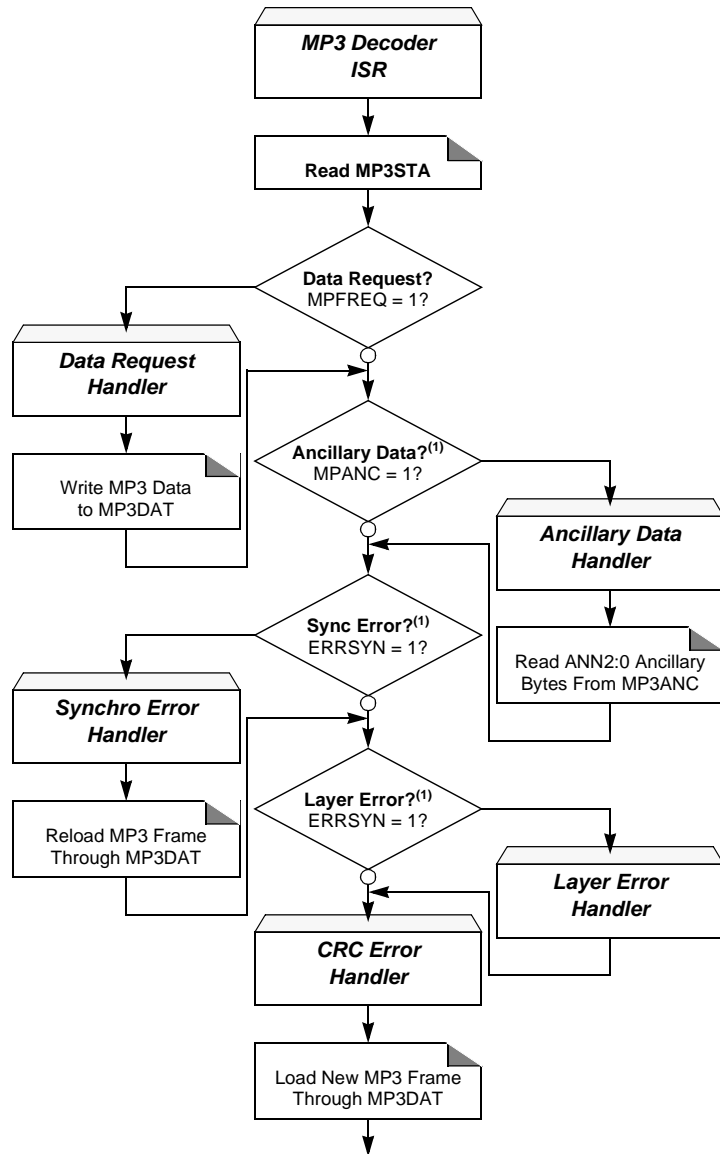 MP3 Decoder
ISR
Read MP3STA
Data Request?
MPFREQ = 1?
Data Request
Handler
Write MP3 Data
to MP3DAT
Ancillary Data?(1)
MPANC = 1?
Ancillary Data
Handler
Read ANN2:0 Ancillary
Bytes From MP3ANC
Sync Error?(1)
ERRSYN = 1?
Synchro Error
Handler
Reload MP3 Frame
Through MP3DAT
Layer Error?(1)
ERRSYN = 1?
Layer Error
Handler
CRC Error
Handler
Load New MP3 Frame
Through MP3DAT